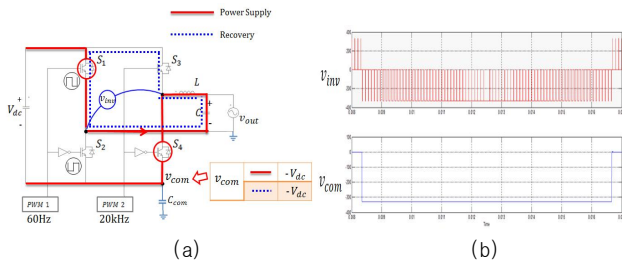 Power Supply
Recovery
S1
S3
Vdc
+
-
vinv
L
C
+
-
vout
S2
S4
vcom
vcom
-Vdc
-Vdc
Ccom
PWM 1
PWM 2
60Hz
20kHz
(a)
vinv
vcom
Time
(b)